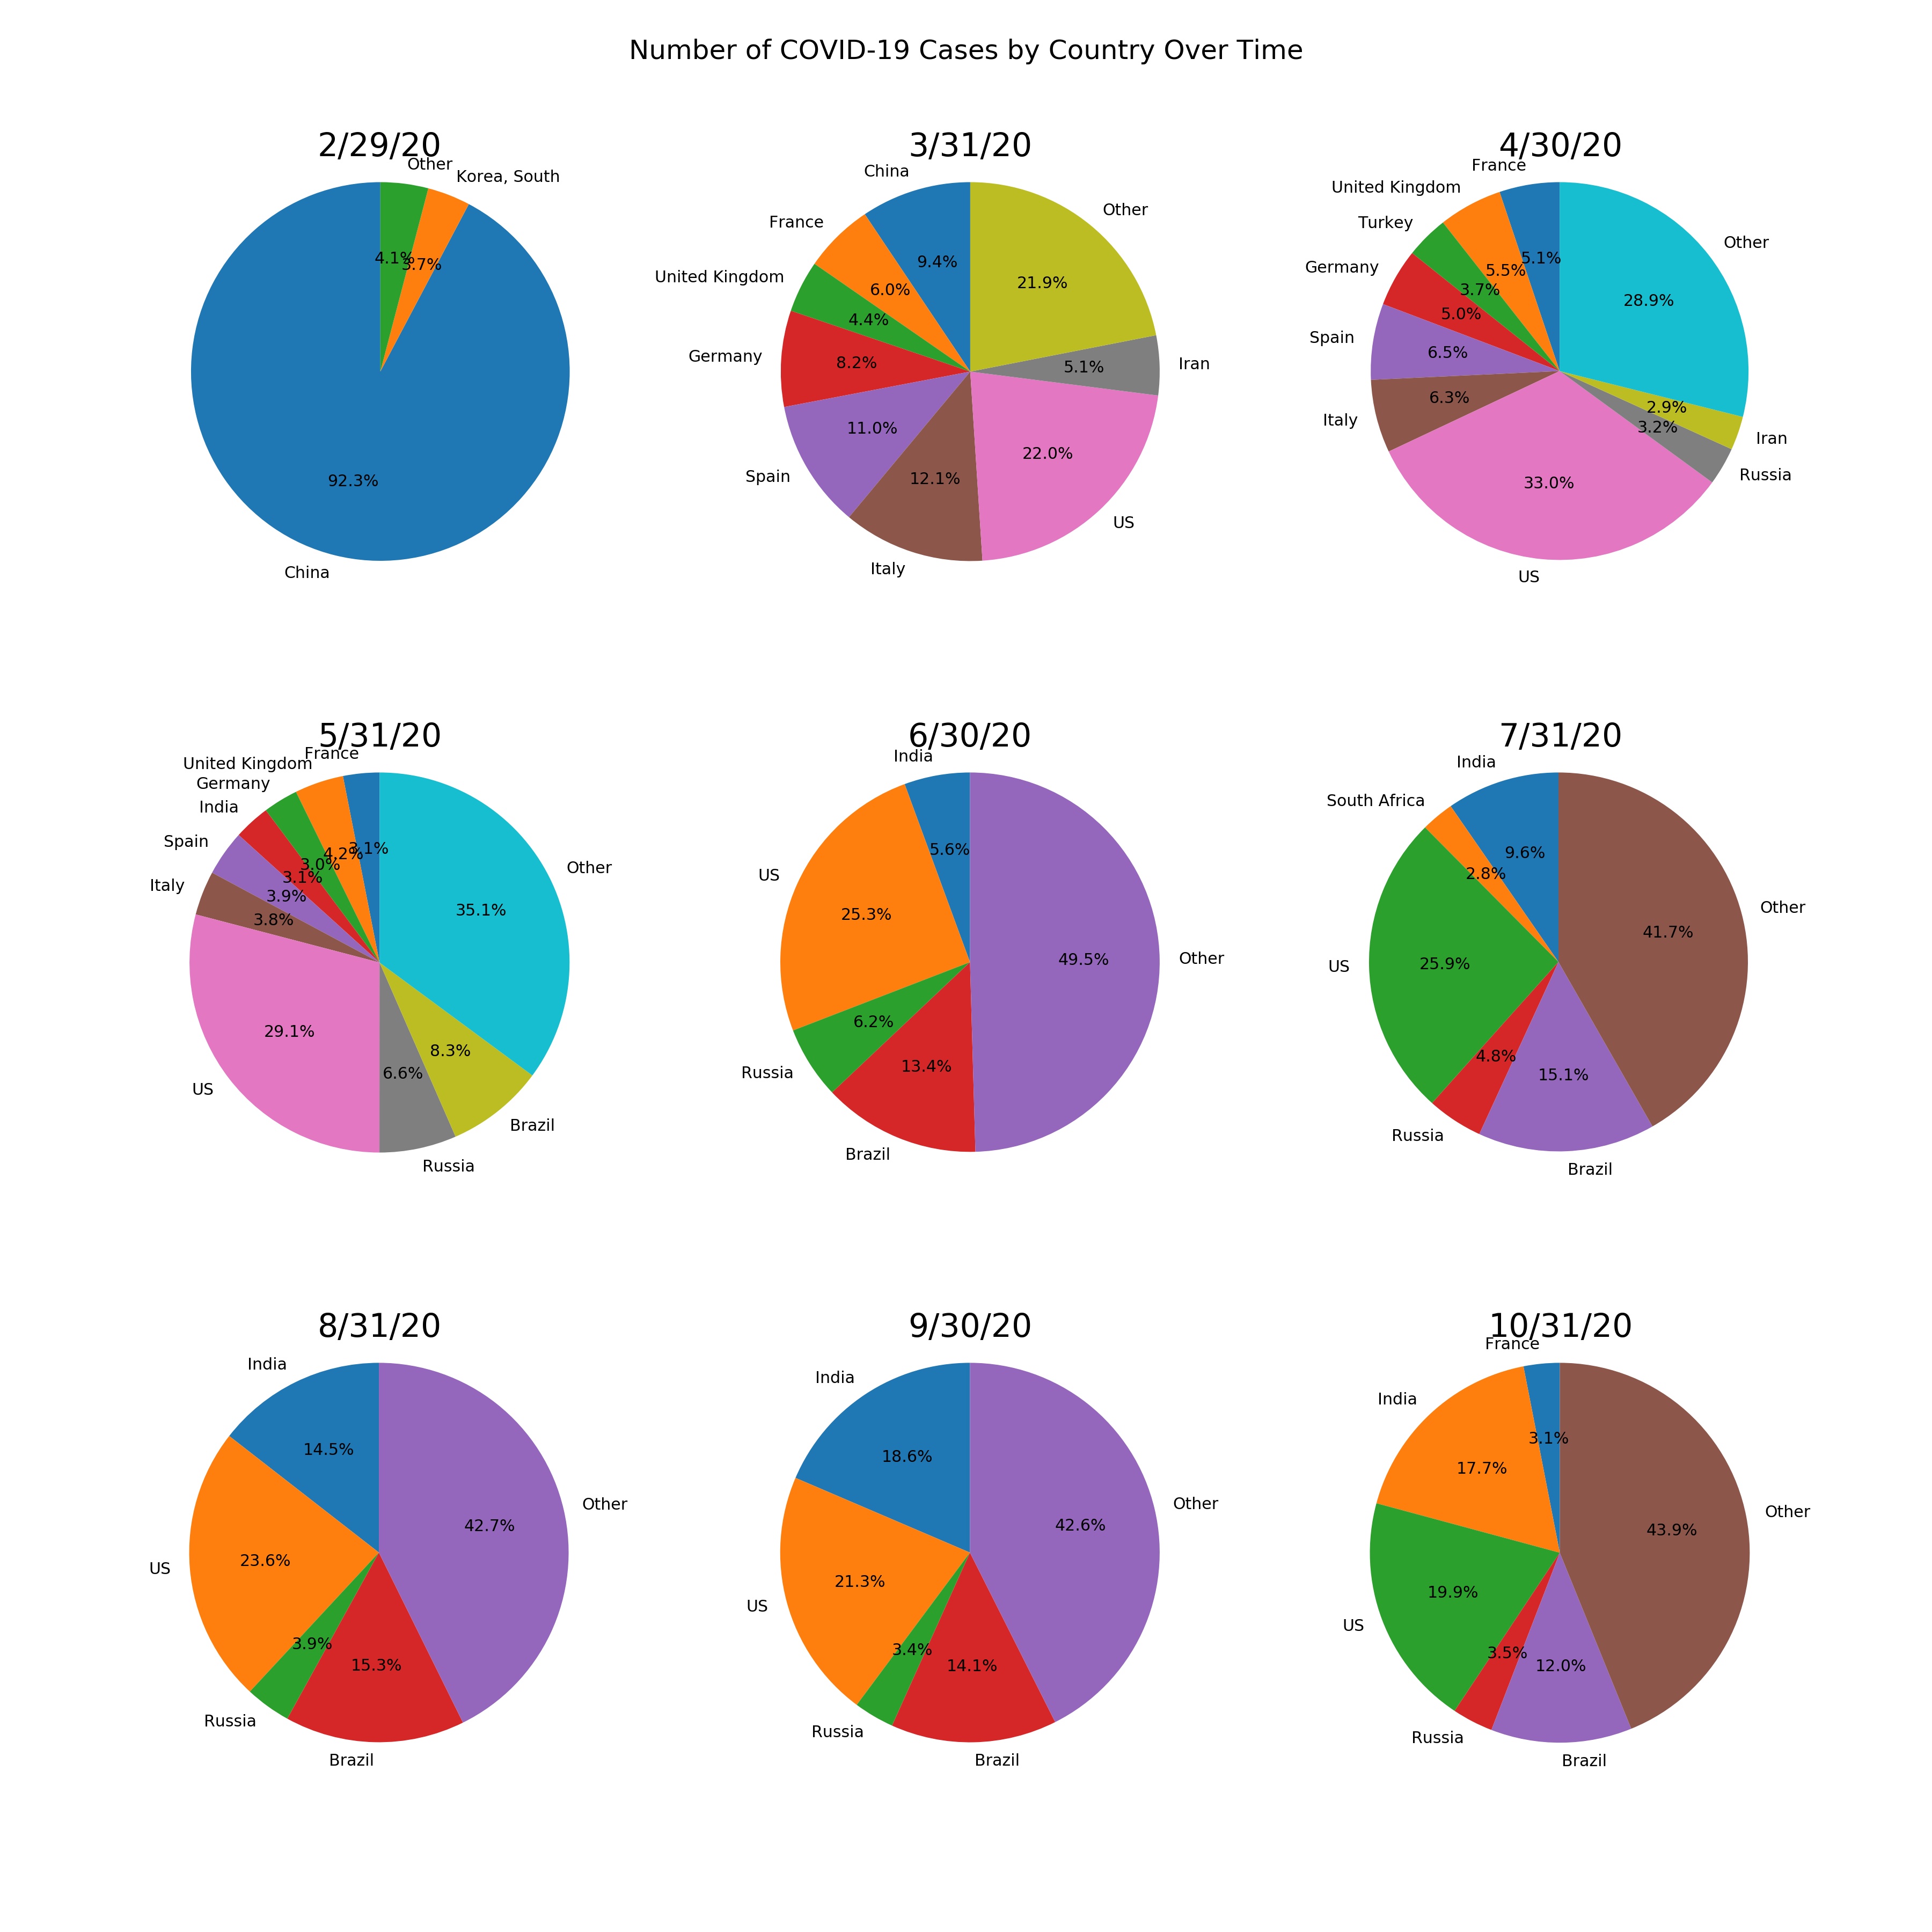 Number of COVID-19 Cases by Country Over Time
2/29/20
Other
Korea, South
4.1%
3.7%
92.3%
China
3/31/20
China
Other
France
United Kingdom
9.4%
21.9%
6.0%
4.4%
Germany
8.2%
5.1%
Iran
11.0%
22.0%
Spain
12.1%
US
Italy
4/30/20
France
United Kingdom
Turkey
Other
Germany
5.1%
5.5%
3.7%
28.9%
5.0%
Spain
6.5%
6.3%
2.9%
Italy
3.2%
Iran
Russia
33.0%
US
5/31/20
France
United Kingdom
Germany
India
Spain
3.1%
4.2%
3.0%
Other
3.1%
Italy
3.9%
35.1%
3.8%
29.1%
8.3%
6.6%
US
Brazil
Russia
6/30/20
India
5.6%
US
25.3%
49.5%
Other
6.2%
13.4%
Russia
Brazil
7/31/20
India
South Africa
9.6%
2.8%
Other
41.7%
US
25.9%
4.8%
15.1%
Russia
Brazil
8/31/20
India
14.5%
Other
42.7%
US
23.6%
3.9%
15.3%
Russia
Brazil
9/30/20
India
18.6%
Other
42.6%
21.3%
US
3.4%
14.1%
Russia
Brazil
10/31/20
France
India
3.1%
17.7%
Other
43.9%
19.9%
US
3.5%
12.0%
Russia
Brazil